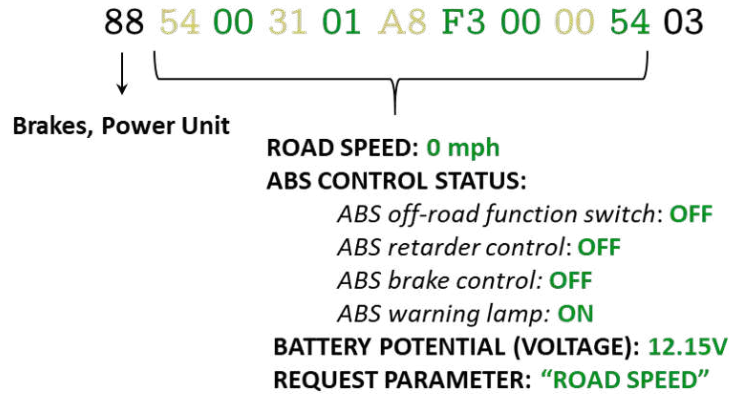 88 54 00 31 01 A8 F3 00 00 54 03
Brakes, Power Unit
ROAD SPEED: 0 mph
ABS CONTROL STATUS:
ABS off-road function switch: OFF
ABS retarder control: OFF
ABS brake control: OFF
ABS warning lamp: ON
BATTERY POTENTIAL (VOLTAGE): 12.15V
REQUEST PARAMETER: “ROAD SPEED”